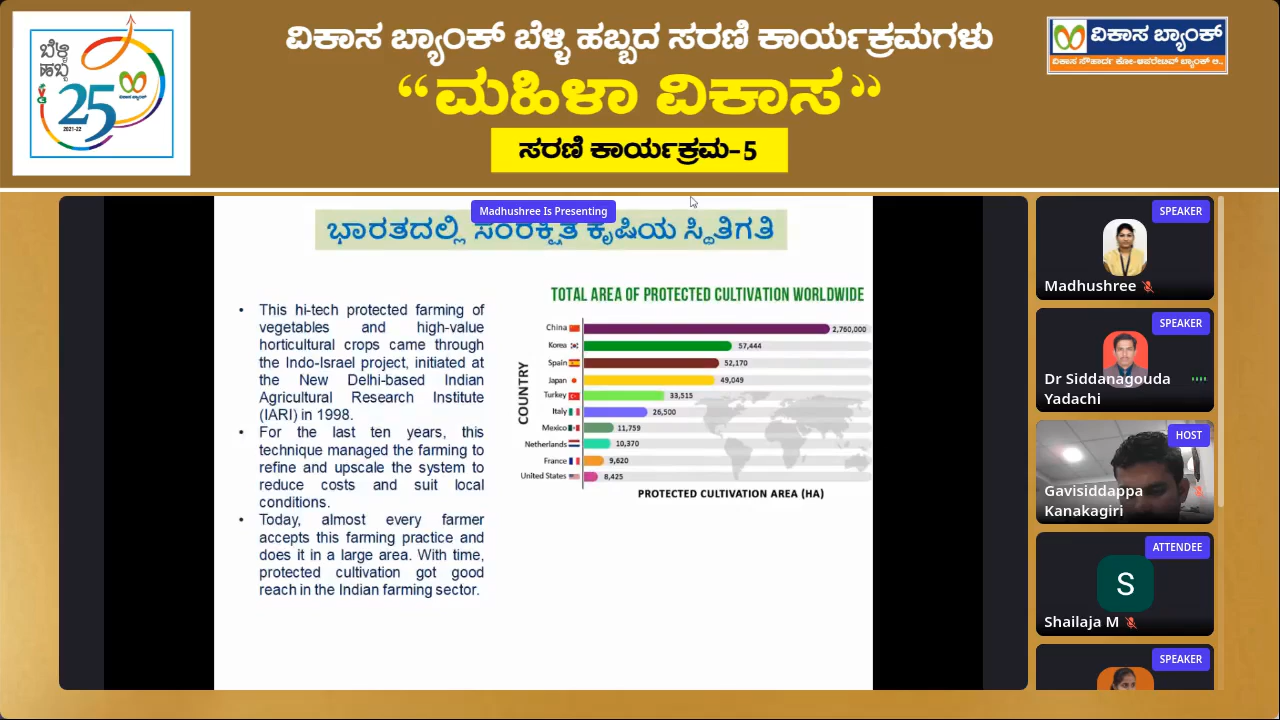 ಬೆಳ್ಳಿ
ಹಬ್ಬ
25
2021-22
ವಿಕಾಸ ಬ್ಯಾಂಕ್ ಬೆಳ್ಳಿ ಹಬ್ಬದ ಸರಣಿ ಕಾರ್ಯಕ್ರಮಗಳು
“ಮಹಿಳಾ ವಿಕಾಸ”
ಸರಣಿ ಕಾರ್ಯಕ್ರಮ-5
ವಿಕಾಸ ಬ್ಯಾಂಕ್
ವಿಕಾಸ ಸೌಹಾರ್ದ ಕೋ-ಆಪರೇಟಿವ್ ಬ್ಯಾಂಕ್ ಲಿ.,
Madhushree Is Presenting
ಭಾರತದಲ್ಲಿ ಸಂರಕ್ಷಿತ ಕೃಷಿಯ ಸ್ಥಿತಿಗತಿ
• This hi-tech protected farming of
vegetables and high-value
horticultural crops came through
the Indo-Israel project, initiated at
the New Delhi-based Indian
Agricultural Research Institute
(IARI) in 1998.
• For the last ten years, this
technique managed the farming to
refine and upscale the system to
reduce costs and suit local
conditions.
• Today, almost every farmer
accepts this farming practice and
does it in a large area. With time,
protected cultivation got good
reach in the Indian farming sector.
TOTAL AREA OF PROTECTED CULTIVATION WORLDWIDE
COUNTRY
China 2,760,000
Korea 57,444
Spain 52,170
Japan 49,049
Turkey 33,515
Italy 26,500
Mexico 11,759
Netherlands 10,370
France 9,620
United States 8,425
PROTECTED CULTIVATION AREA (HA)
SPEAKER
Madhushree
SPEAKER
Dr Siddanagouda
Yadachi
HOST
Gavisiddappa
Kanakagiri
ATTENDEE
S
Shailaja M
SPEAKER